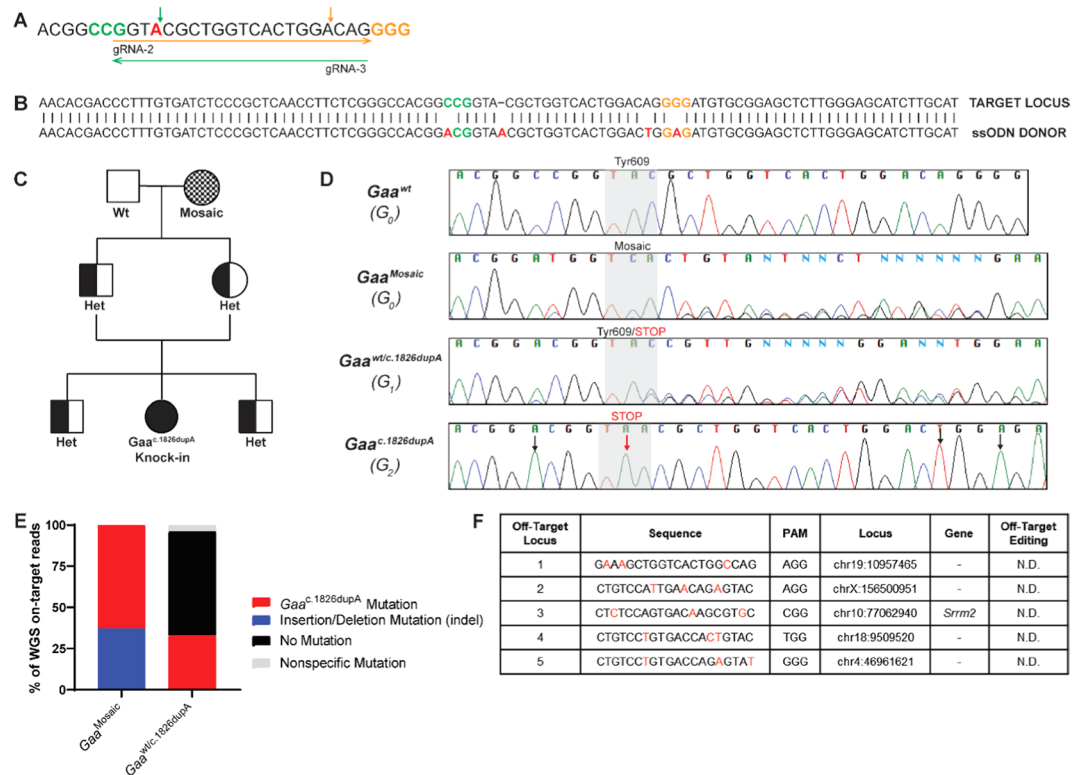 A
ACGGCCGGTACGCTGGTCACTGGACAGGGG
gRNA-2
gRNA-3
B
AACACGACCCTTTGTGATCTCCCGCTCAACCTTCTCGGGCCACGGCCGGTA-CGCTGGTCACTGGACAGGGGATGTGCGGAGCTCTTGGGAGCATCTTGCAT TARGET LOCUS
AACACGACCCTTTGTGATCTCCCGCTCAACCTTCTCGGGCCACGGACGGTAACGCTGGTCACTGGACTGGAGATGTGCGGAGCTCTTGGGAGCATCTTGCAT ssODN DONOR
C
Wt
Mosaic
Het
Het
Het
Gaa c.1826dupA
Knock-in
Het
D
Tyr609
Gaa wt
(G0)
A C G G C C G G T A C G C T G G T C A C T G G A C A G G G G
Mosaic
Gaa Mosaic
(G0)
A C G G A T G G T C A C T G T A N T N N C T N N N N N N G A A
Tyr609/STOP
Gaa wt/c.1826dupA
(G1)
A C G G A C G G T A C C G T T G N N N N N G G A N N T G G A A
STOP
Gaa c.1826dupA
(G2)
A C G G A C G G T A A C G C T G G T C A C T G G A C T G G A G A
E
% of WGS on-target reads
100
75
50
25
0
Gaa Mosaic
Gaa wt/c.1826dupA
Gaa c.1826dupA Mutation
Insertion/Deletion Mutation (indel)
No Mutation
Nonspecific Mutation
F
Off-Target Locus Sequence PAM Locus Gene Off-Target Editing
1 GAAAGCTGGTCACTGGCCAG AGG chr19:10957465 - N.D.
2 CTGTCCATTGAACAGAGTAC AGG chrX:156500951 - N.D.
3 CTCTCCAGTGACAAGCGTGC CGG chr10:77062940 Srrm2 N.D.
4 CTGTCCTGTGACCACTGTAC TGG chr18:9509520 - N.D.
5 CTGTCCTGTGACCAGAGTAT GGG chr4:46961621 - N.D.